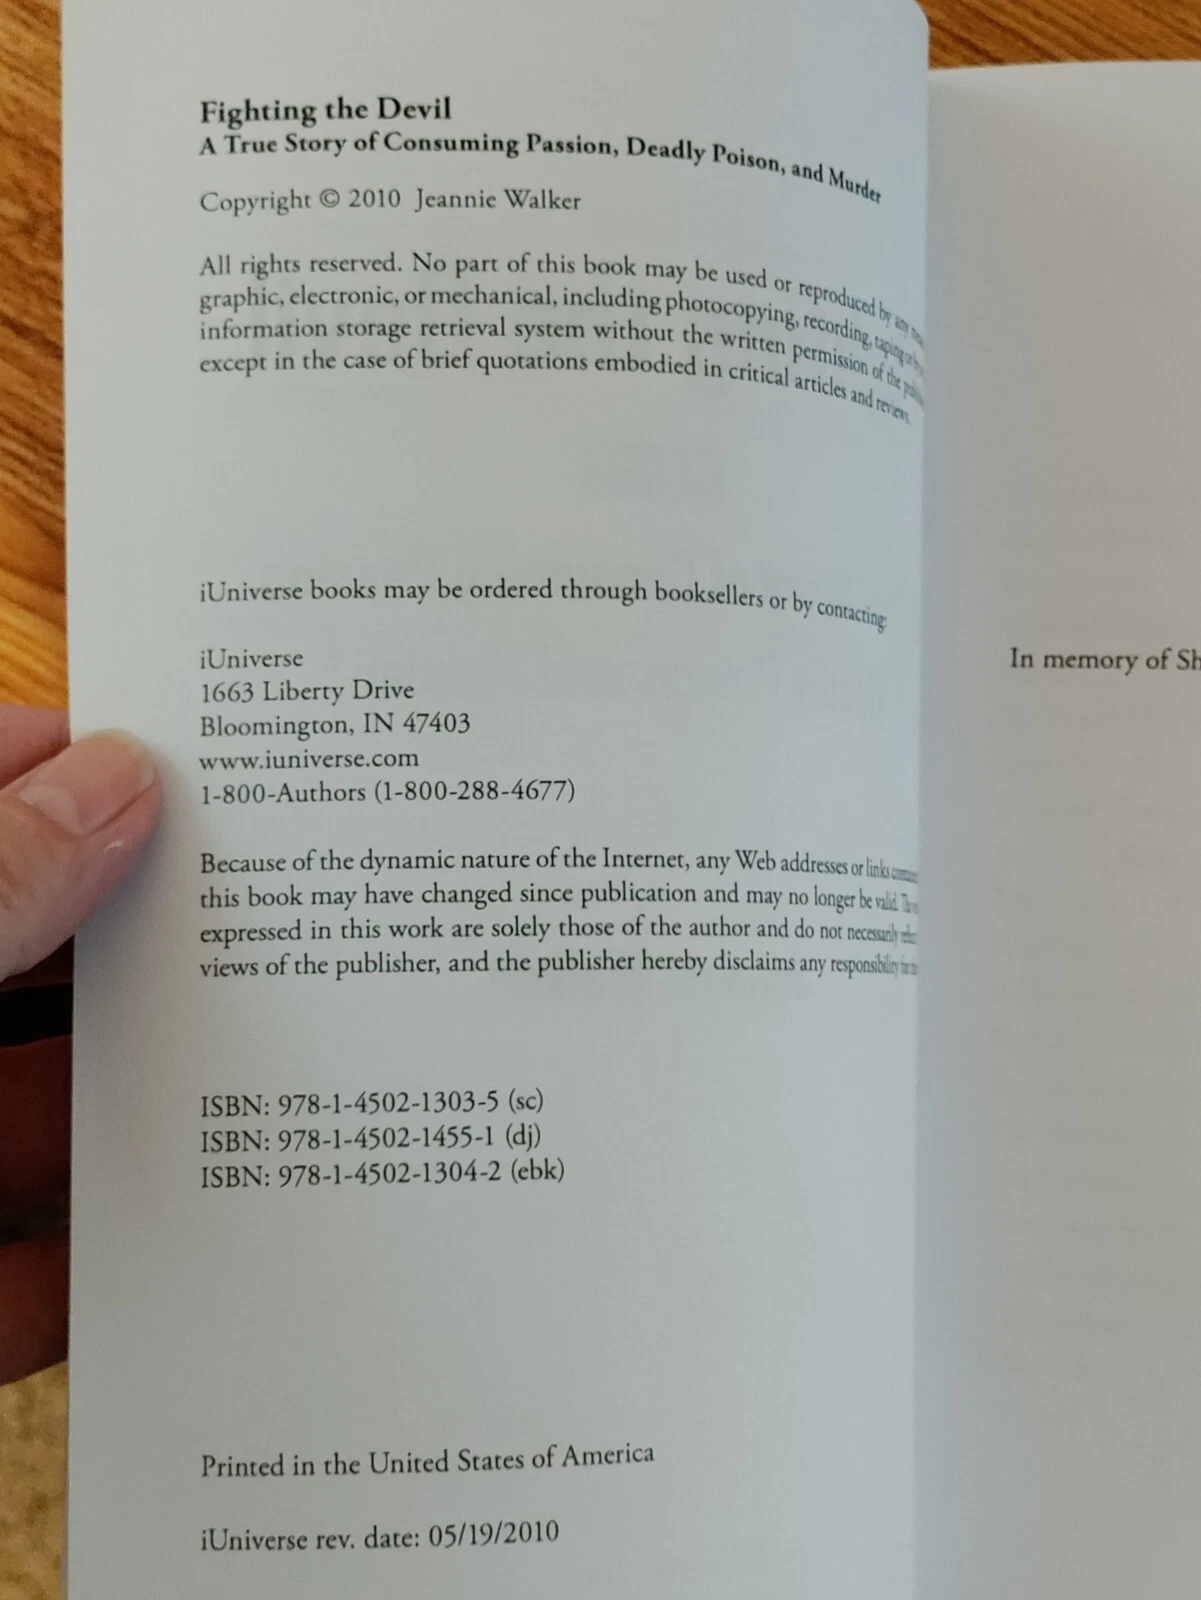 Fighting the Devil
A True Story of Consuming Passion, Deadly Poison, and Murder
Copyright © 2010 Jeannie Walker
All rights reserved. No part of this book may be used or reproduced by any
graphic, electronic, or mechanical, including photocopying, recording, taping or by
information storage retrieval system without the written permission of the
except in the case of brief quotations embodied in critical articles and reviews.
iUniverse books may be ordered through booksellers or by contacting:
iUniverse
1663 Liberty Drive
Bloomington, IN 47403
www.iuniverse.com
1-800-Authors (1-800-288-4677)
Because of the dynamic nature of the Internet, any Web addresses or links
this book may have changed since publication and may no longer be valid. The
expressed in this work are solely those of the author and do not necessarily
views of the publisher, and the publisher hereby disclaims any responsibility for
ISBN: 978-1-4502-1303-5 (sc)
ISBN: 978-1-4502-1455-1 (dj)
ISBN: 978-1-4502-1304-2 (ebk)
Printed in the United States of America
iUniverse rev. date: 05/19/2010
In memory of Sh